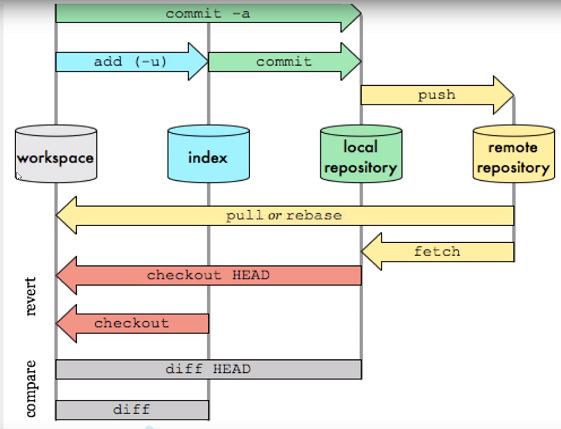 commit -a
add (-u)
commit
push
workspace
index
local
repository
remote
repository
pull or rebase
fetch
revert
checkout HEAD
checkout
compare
diff HEAD
diff